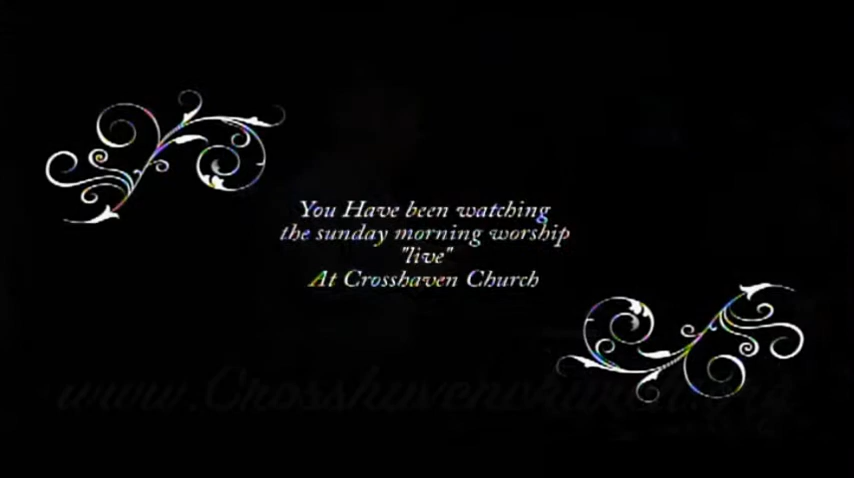 You Have been watching
the sunday morning worship
"live"
At Crosshaven Church